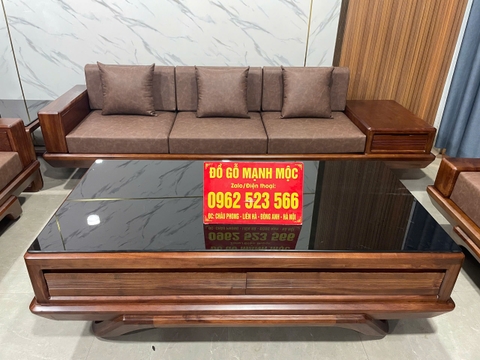 ĐỒ GỖ MẠNH MỘC
Zalo/Điện thoại:
0962 523 566
ĐC: CHÂU PHONG - LIÊN HÀ - ĐÔNG ANH - HÀ NỘI